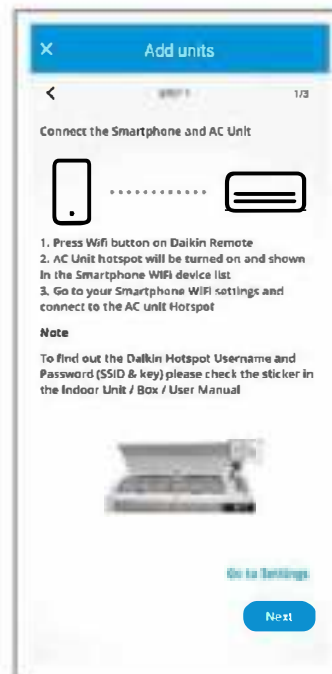 Add units
1/3
Connect the Smartphone and AC Unit
1. Press Wifi button on Daikin Remote
2. AC Unit hotspot will be turned on and shown
in the Smartphone WiFi device list
3. Go to your Smartphone WiFi settings and
connect to the AC unit Hotspot
Note
To find out the Daikin Hotspot Username and
Password (SSID & key) please check the sticker in
the Indoor Unit / Box / User Manual
Go to Settings
Next